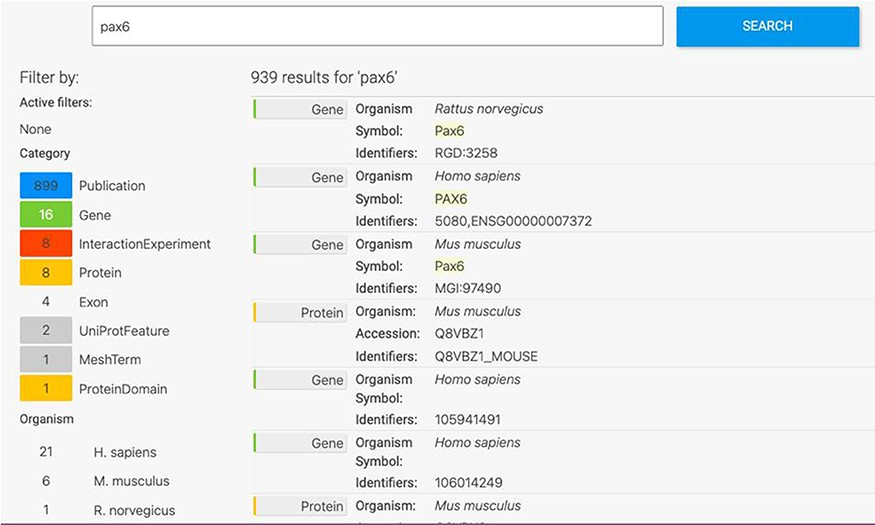 pax6
SEARCH
Filter by:
Active filters:
None
Category
899 Publication
16 Gene
8 InteractionExperiment
8 Protein
4 Exon
2 UniProtFeature
1 MeshTerm
1 ProteinDomain
Organism
21 H. sapiens
6 M. musculus
1 R. norvegicus
939 results for 'pax6'
Gene Organism Rattus norvegicus
Symbol: Pax6
Identifiers: RGD:3258
Gene Organism Homo sapiens
Symbol: PAX6
Identifiers: 5080,ENSG00000007372
Gene Organism Mus musculus
Symbol: Pax6
Identifiers: MGI:97490
Protein Organism: Mus musculus
Accession: Q8VBZ1
Identifiers: Q8VBZ1_MOUSE
Gene Organism Homo sapiens
Symbol:
Identifiers: 105941491
Gene Organism Homo sapiens
Symbol:
Identifiers: 106014249
Protein Organism: Mus musculus